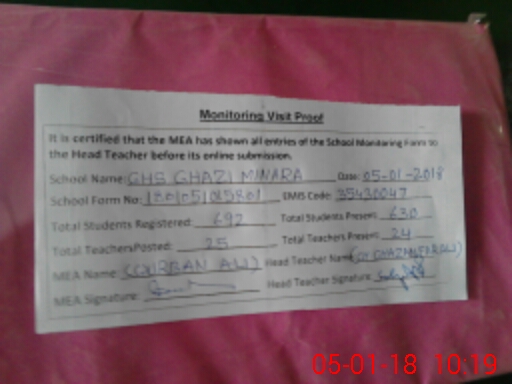 Monitoring Visit Proof
It is certified that the MEA has shown all entries of the School Monitoring Form to
the Head Teacher before its online submission.
School Name: GHS GHAZI MINARA Date: 05-01-2018
School Form No: EMIS Code: 35430047
Total Students Registered: 692 Total Students Present: 630
Total Teachers Posted: 25 Total Teachers Present: 24
MEA Name: (QURBAN ALI) Head Teacher Name:
MEA Signature: Head Teacher Signature:
05-01-18 10:19